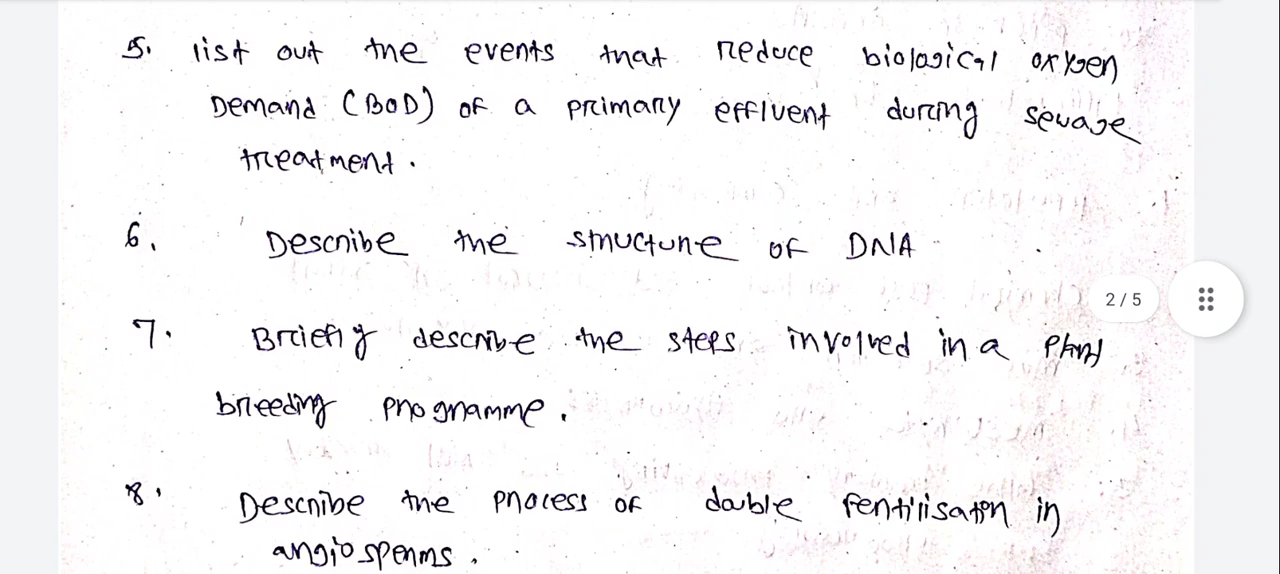 5. list out the events that reduce biological oxygen
Demand (BOD) of a primary effluent during sewage
treatment.
6. Describe the structure of DNA
7. Briefly describe the steps involved in a plant
breeding programme.
2/5
8. Describe the process of double fertilisation in
angiosperms.